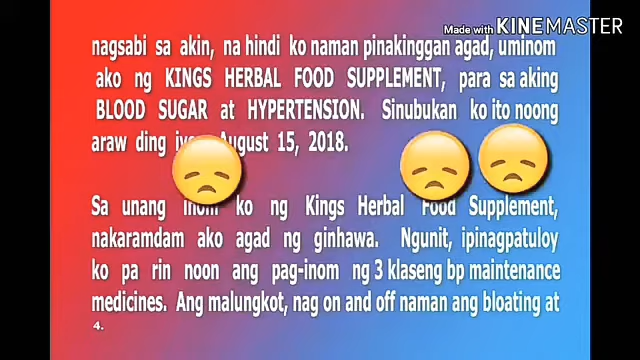 Made with KINEMASTER
nagsabi sa akin, na hindi ko naman pinakinggan agad, uminom
ako ng KINGS HERBAL FOOD SUPPLEMENT, para sa aking
BLOOD SUGAR at HYPERTENSION. Sinubukan ko ito noong
araw ding August 15, 2018.
Sa unang inom ko ng Kings Herbal Food Supplement,
nakaramdam ako agad ng ginhawa. Ngunit, ipinagpatuloy
ko pa rin noon ang pag-inom ng 3 klaseng bp maintenance
medicines. Ang malungkot, nag on and off naman ang bloating at
4.